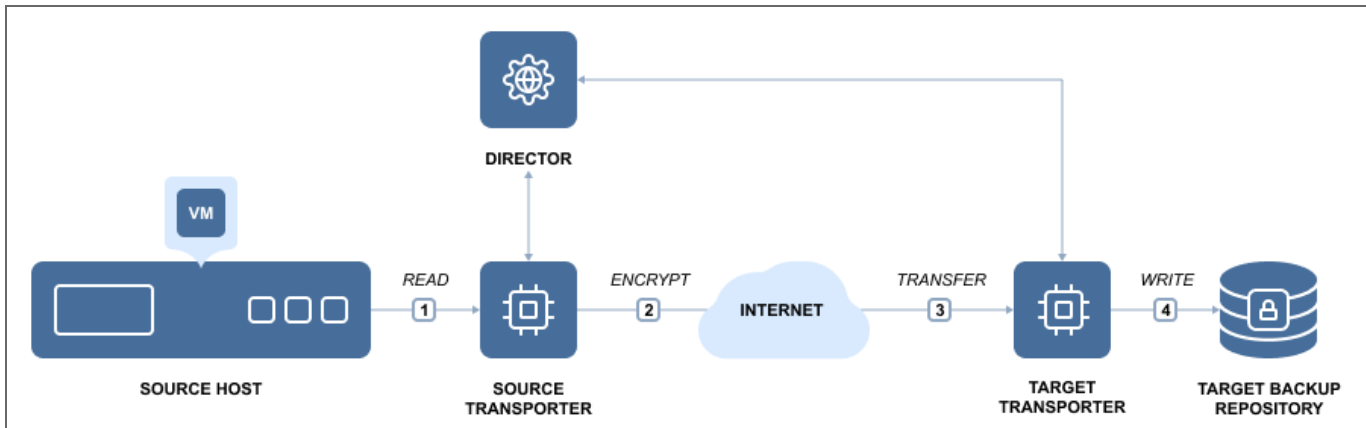 DIRECTOR
VM
READ
1
ENCRYPT
2
INTERNET
TRANSFER
3
WRITE
4
SOURCE HOST
SOURCE
TRANSPORTER
TARGET
TRANSPORTER
TARGET BACKUP
REPOSITORY